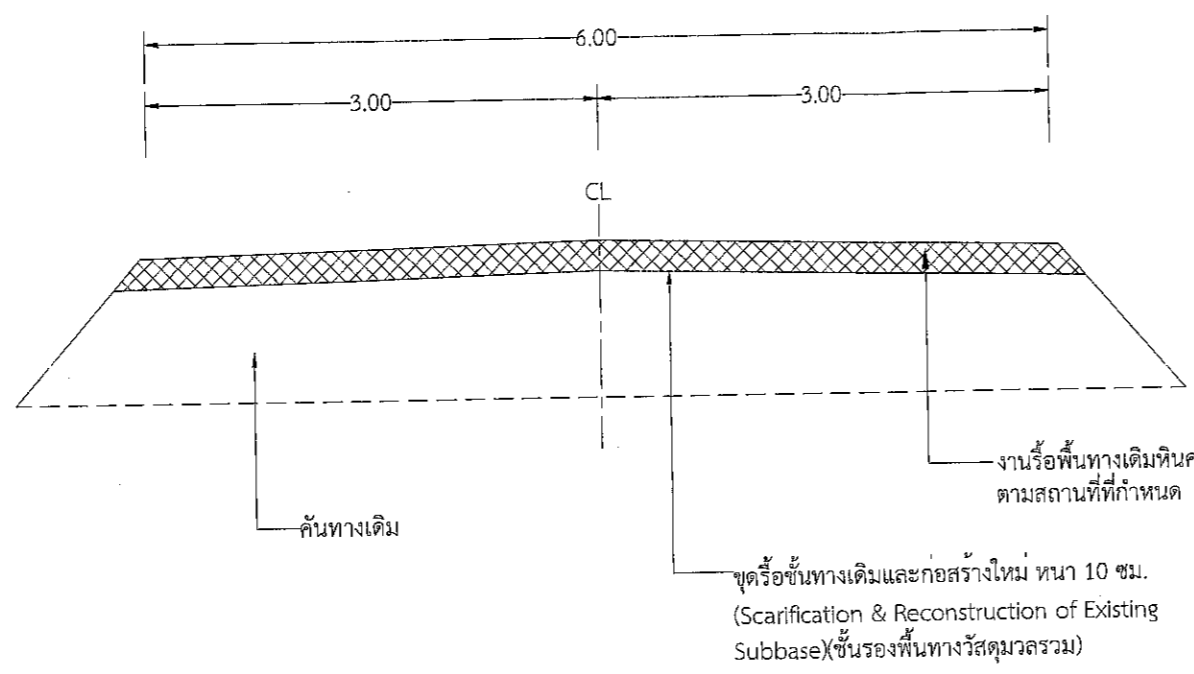 6.00
3.00
3.00
CL
งานรื้อพื้นทางเดิมหิน
ตามสถานที่ที่กำหนด
คันทางเดิม
ขุดรื้อชั้นทางเดิมและก่อสร้างใหม่ หนา 10 ซม.
(Scarification & Reconstruction of Existing
Subbase)(ชั้นรองพื้นทางวัสดุมวลรวม)